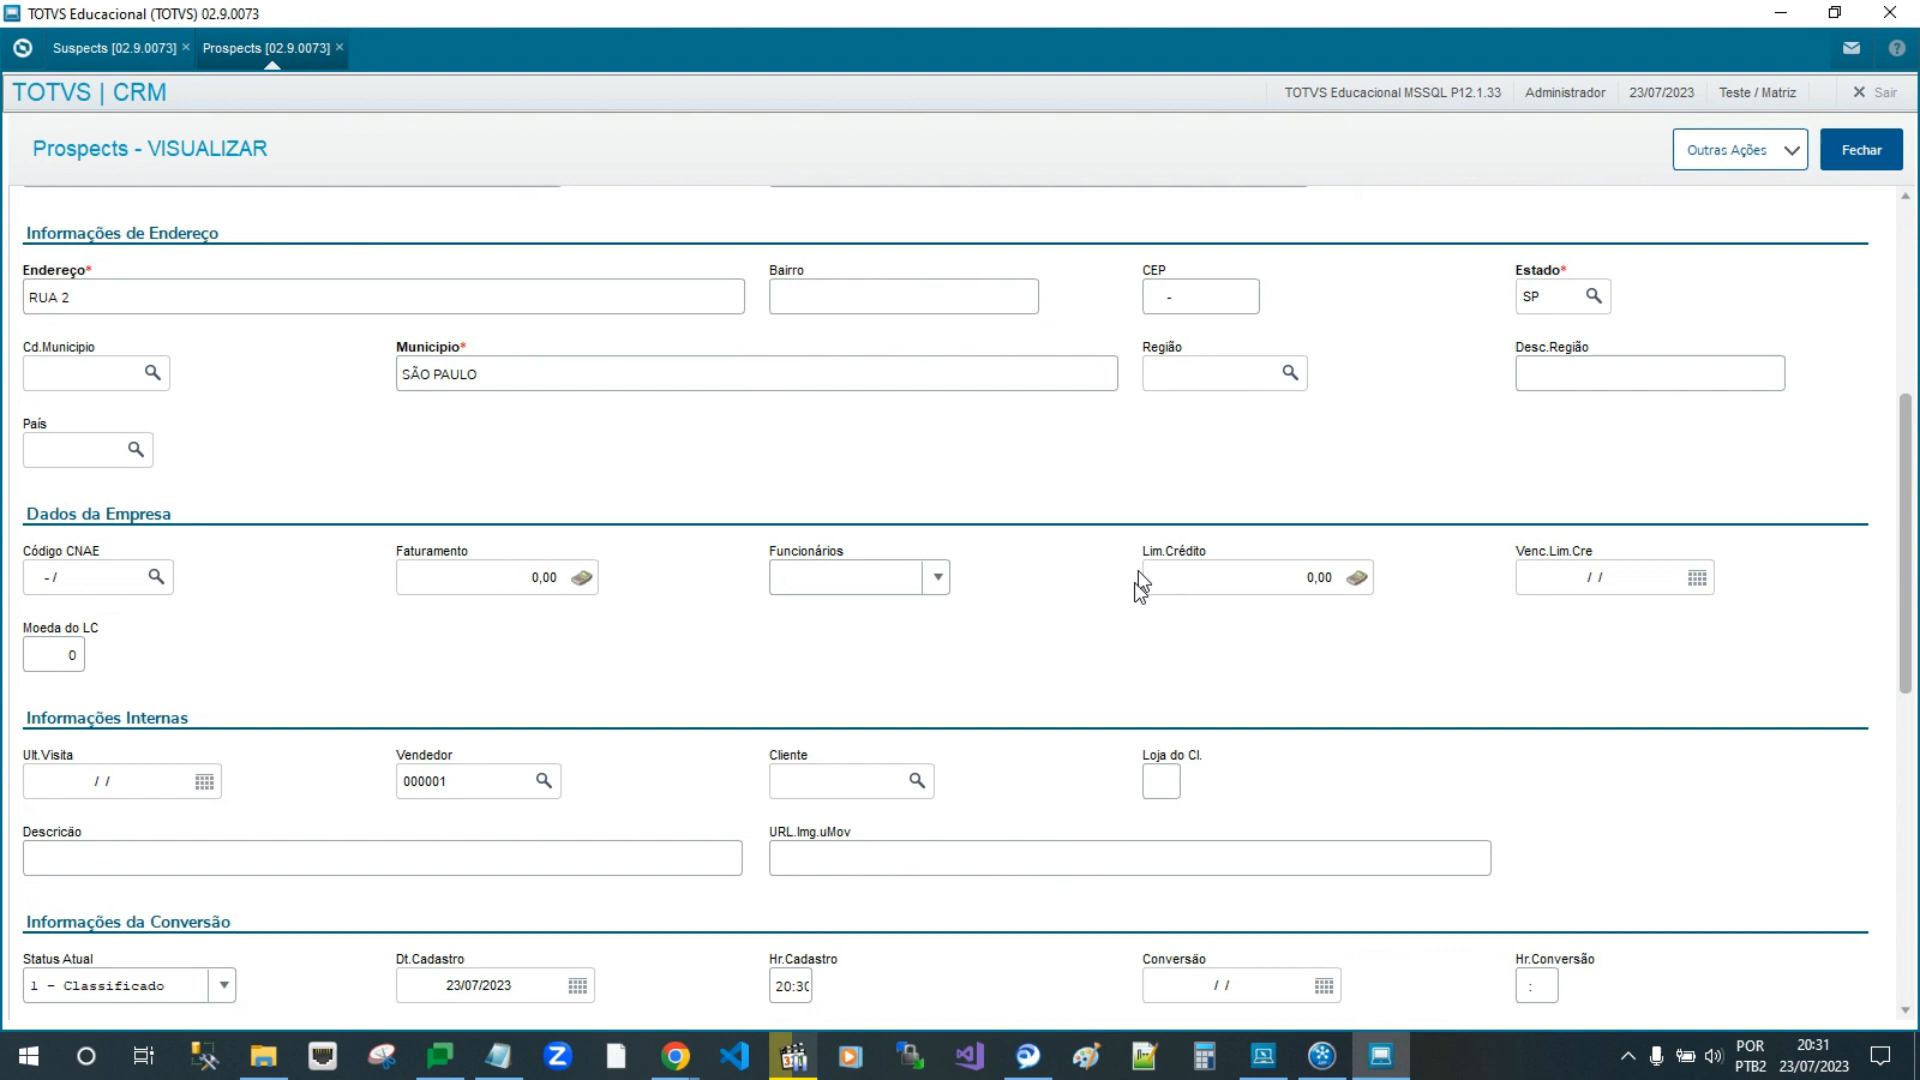 TOTVS Educacional (TOTVS) 02.9.0073
Suspects [02.9.0073] × Prospects [02.9.0073] ×
TOTVS | CRM
TOTVS Educacional MSSQL P12.1.33 Administrador 23/07/2023 Teste / Matriz × Sair
Prospects - VISUALIZAR
Outras Ações Fechar
Informações de Endereço
Endereço* Bairro CEP Estado*
RUA 2 - SP
Cd.Municipio Municipio* Região Desc.Região
SÃO PAULO
País
Dados da Empresa
Código CNAE Faturamento Funcionários Lim.Crédito Venc.Lim.Cre
- / 0,00 0,00 / /
Moeda do LC
0
Informações Internas
Ult.Visita Vendedor Cliente Loja do Cl.
/ / 000001
Descricão URL.Img.uMov
Informações da Conversão
Status Atual Dt.Cadastro Hr.Cadastro Conversão Hr.Conversão
1 - Classificado 23/07/2023 20:30 / / :
POR 20:31
PTB2 23/07/2023